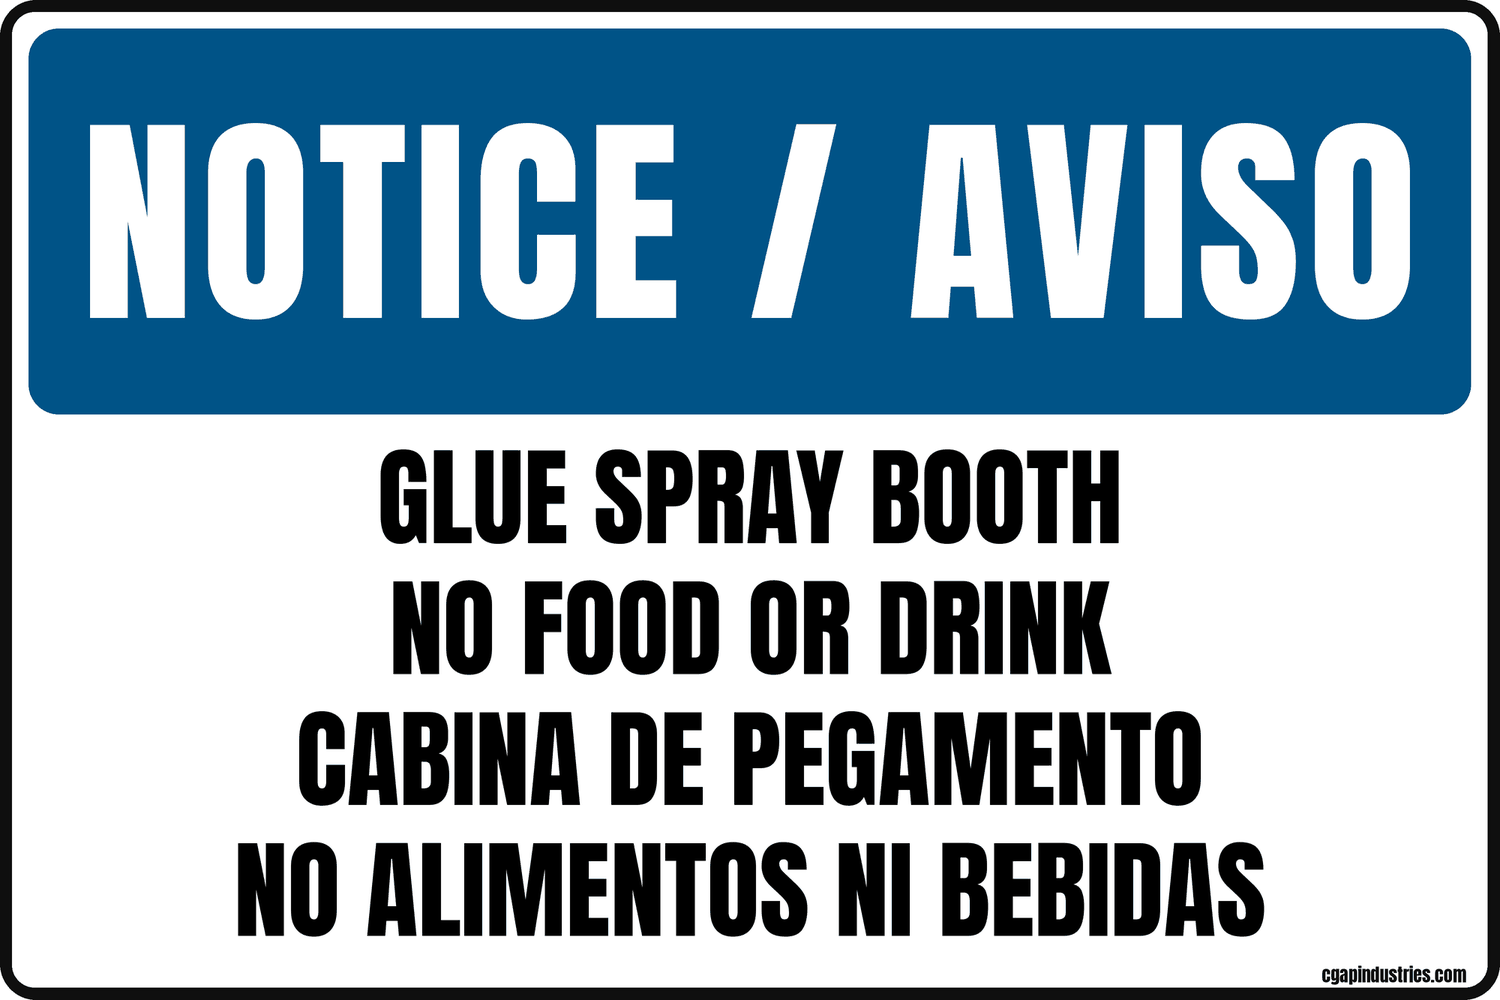 NOTICE / AVISO
GLUE SPRAY BOOTH
NO FOOD OR DRINK
CABINA DE PEGAMENTO
NO ALIMENTOS NI BEBIDAS
cgapindustries.com